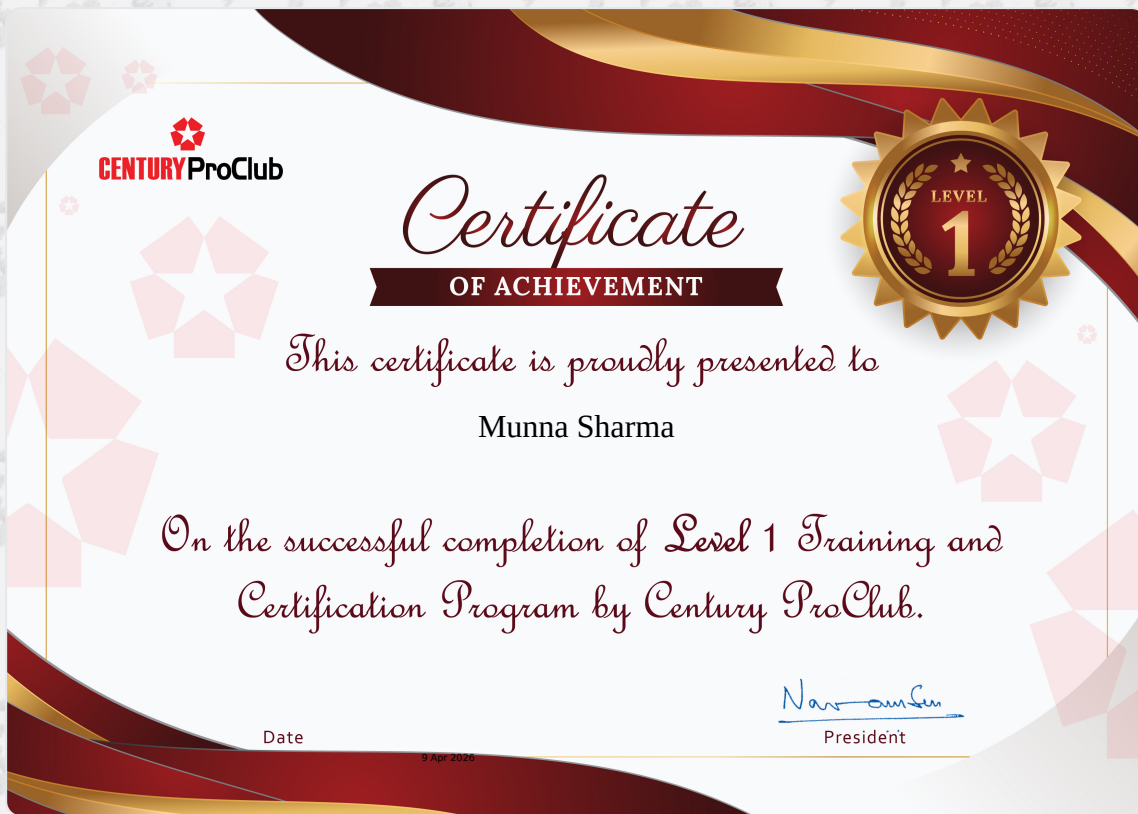 CENTURY ProClub
Certificate
OF ACHIEVEMENT
LEVEL
1
This certificate is proudly presented to
Munna Sharma
On the successful completion of Level 1 Training and
Certification Program by Century ProClub.
Date
President
9 Apr 2026